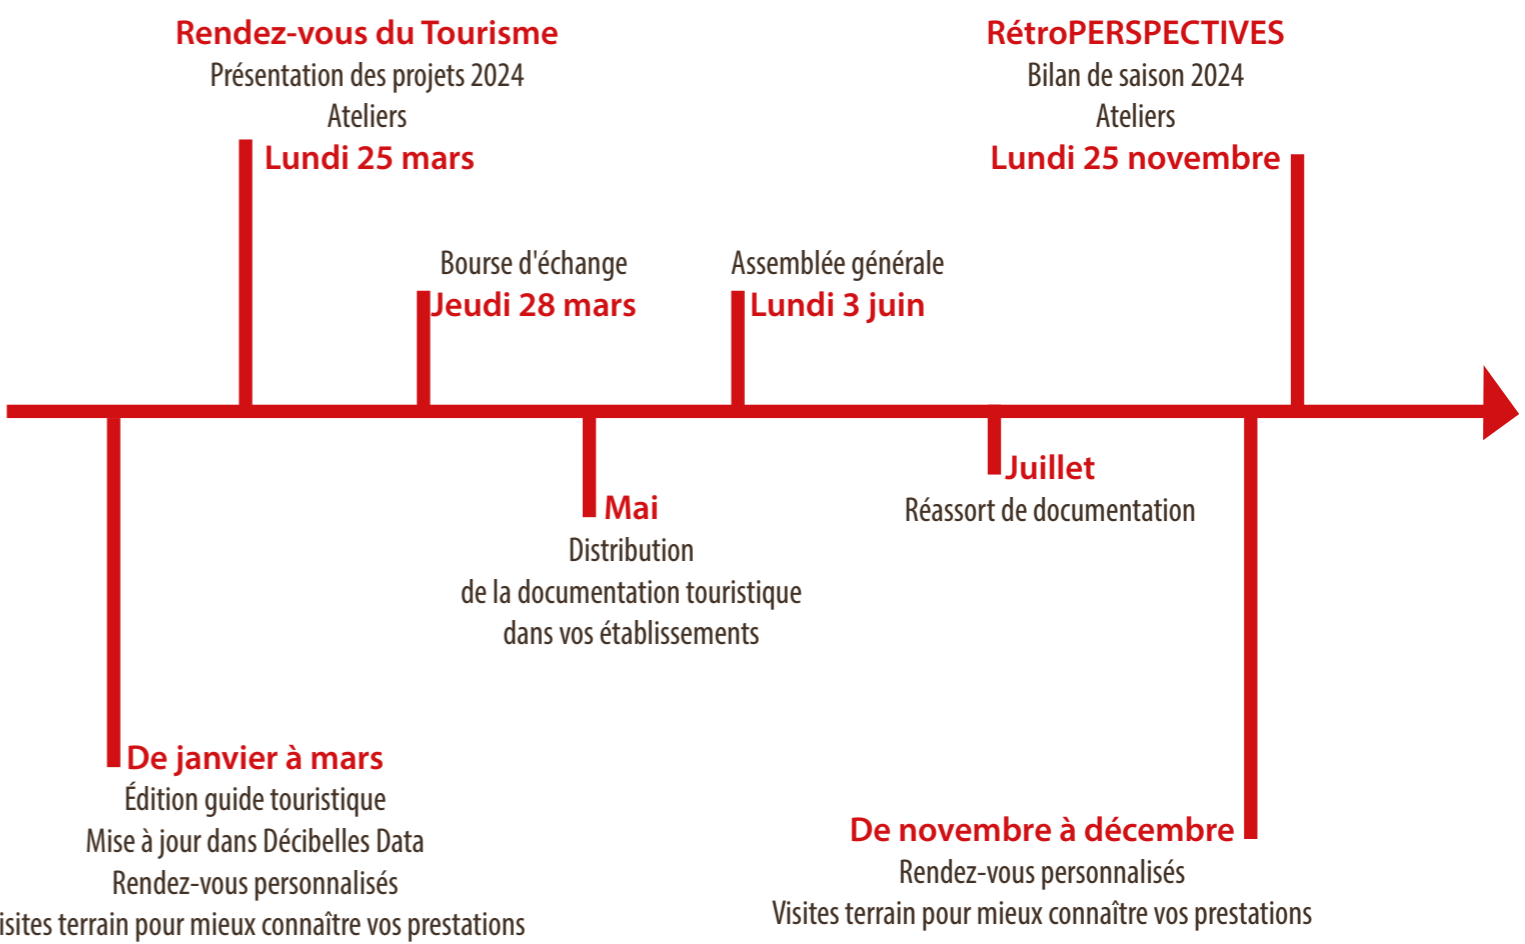 Rendez-vous du Tourisme
Présentation des projets 2024
Ateliers
Lundi 25 mars
RétroPERSPECTIVES
Bilan de saison 2024
Ateliers
Lundi 25 novembre
Bourse d'échange
Jeudi 28 mars
Assemblée générale
Lundi 3 juin
Juillet
Réassort de documentation
Mai
Distribution
de la documentation touristique
dans vos établissements
De janvier à mars
Édition guide touristique
Mise à jour dans Décibelles Data
Rendez-vous personnalisés
isites terrain pour mieux connaître vos prestations
De novembre à décembre
Rendez-vous personnalisés
Visites terrain pour mieux connaître vos prestations